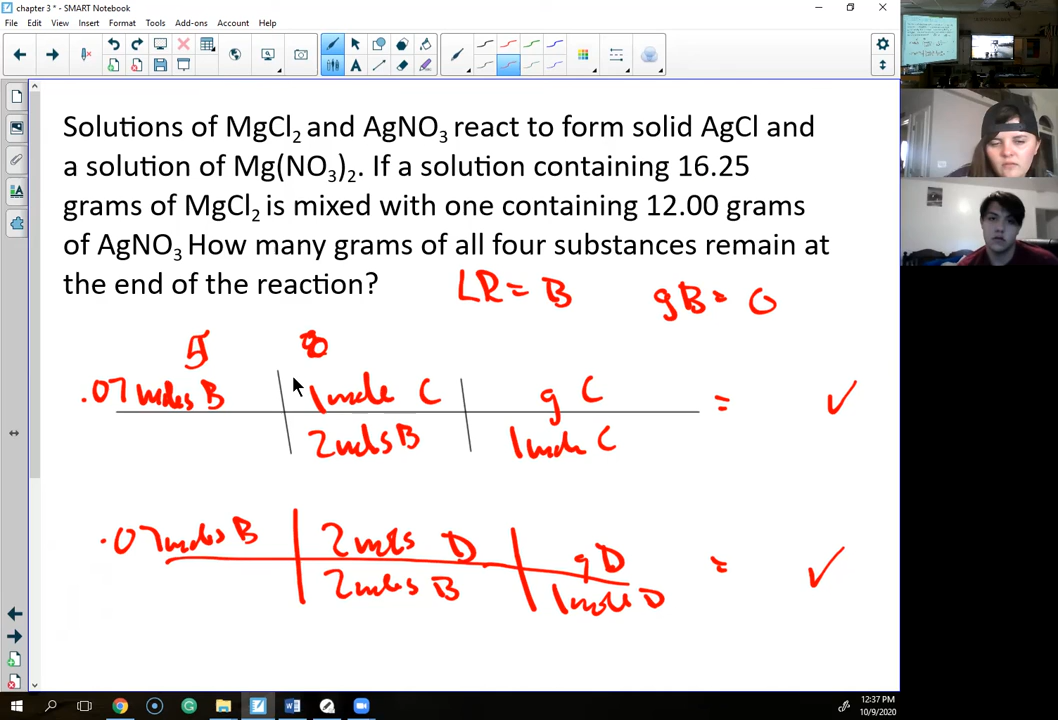 chapter 3 * - SMART Notebook
File Edit View Insert Format Tools Add-ons Account Help
Solutions of MgCl₂ and AgNO₃ react to form solid AgCl and
a solution of Mg(NO₃)₂. If a solution containing 16.25
grams of MgCl₂ is mixed with one containing 12.00 grams
of AgNO₃ How many grams of all four substances remain at
the end of the reaction?
LR = B gB = 0
.07 moles B 1 mole C g C = ✓
2 mols B 1 mole C
.07 moles B 2 mols D g D = ✓
2 moles B 1 mole D
12:37 PM
10/9/2020